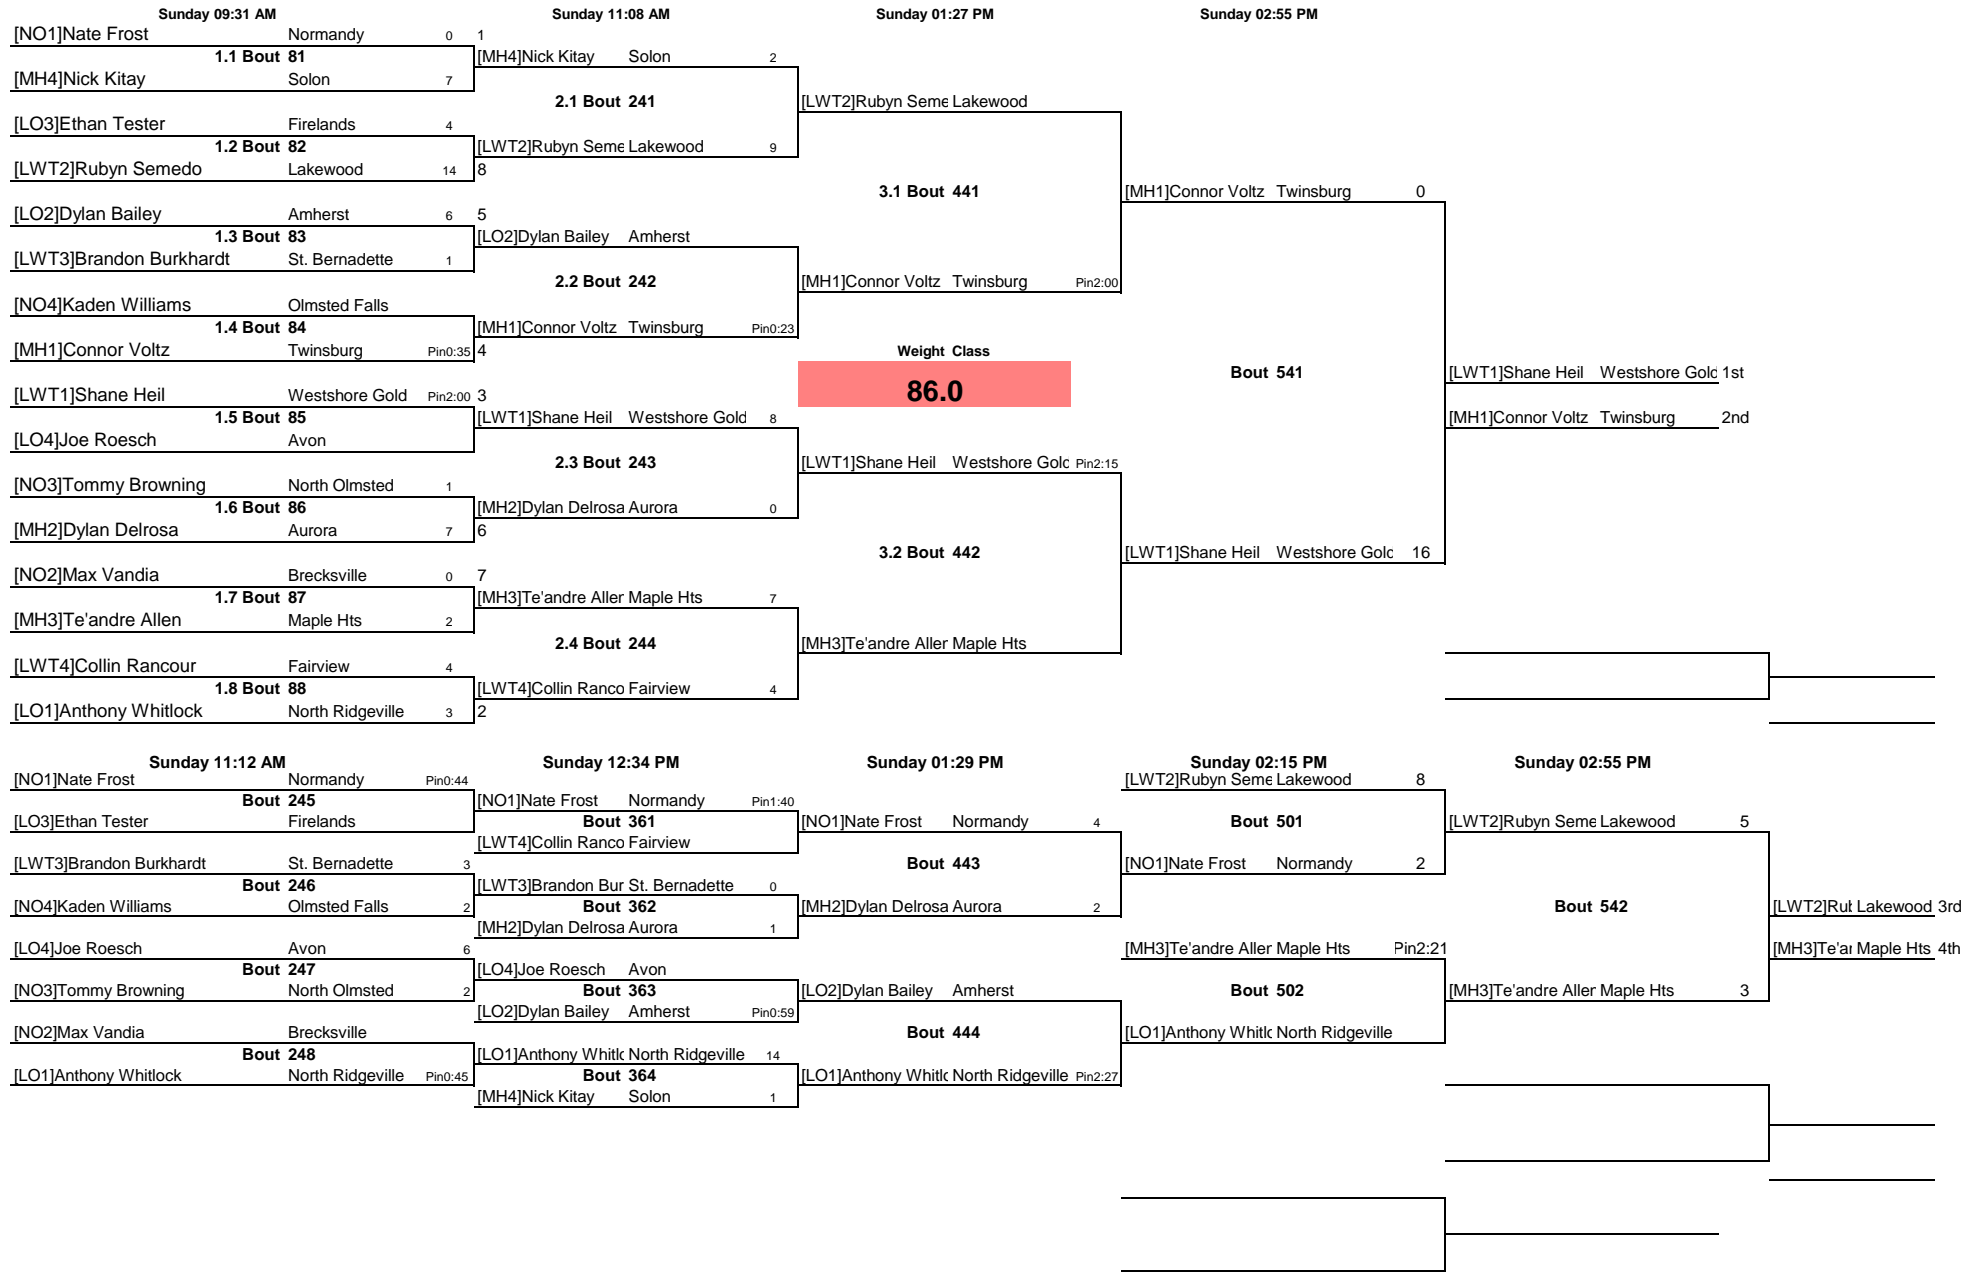 Sunday 09:31 AM Sunday 11:08 AM Sunday 01:27 PM Sunday 02:55 PM
[NO1]Nate Frost Normandy 0 1
1.1 Bout 81 [MH4]Nick Kitay Solon 2
[MH4]Nick Kitay Solon 7
2.1 Bout 241 [LWT2]Rubyn Seme Lakewood
[LO3]Ethan Tester Firelands 4
1.2 Bout 82 [LWT2]Rubyn Seme Lakewood 9
[LWT2]Rubyn Semedo Lakewood 14 8
3.1 Bout 441 [MH1]Connor Voltz Twinsburg 0
[LO2]Dylan Bailey Amherst 6 5
1.3 Bout 83 [LO2]Dylan Bailey Amherst
[LWT3]Brandon Burkhardt St. Bernadette 1
2.2 Bout 242 [MH1]Connor Voltz Twinsburg Pin2:00
[NO4]Kaden Williams Olmsted Falls
1.4 Bout 84 [MH1]Connor Voltz Twinsburg Pin0:23
[MH1]Connor Voltz Twinsburg Pin0:35 4 Weight Class
Bout 541 [LWT1]Shane Heil Westshore Gold 1st
[LWT1]Shane Heil Westshore Gold Pin2:00 3 86.0
1.5 Bout 85 [LWT1]Shane Heil Westshore Gold 8 [MH1]Connor Voltz Twinsburg 2nd
[LO4]Joe Roesch Avon
2.3 Bout 243 [LWT1]Shane Heil Westshore Gold Pin2:15
[NO3]Tommy Browning North Olmsted 1
1.6 Bout 86 [MH2]Dylan Delrosa Aurora 0
[MH2]Dylan Delrosa Aurora 7 6
3.2 Bout 442 [LWT1]Shane Heil Westshore Gold 16
[NO2]Max Vandia Brecksville 0 7
1.7 Bout 87 [MH3]Te'andre Aller Maple Hts 7
[MH3]Te'andre Allen Maple Hts 2
2.4 Bout 244 [MH3]Te'andre Aller Maple Hts
[LWT4]Collin Rancour Fairview 4
1.8 Bout 88 [LWT4]Collin Ranco Fairview 4
[LO1]Anthony Whitlock North Ridgeville 3 2
Sunday 11:12 AM Sunday 12:34 PM Sunday 01:29 PM Sunday 02:15 PM Sunday 02:55 PM
[NO1]Nate Frost Normandy Pin0:44 [LWT2]Rubyn Seme Lakewood 8
Bout 245 [NO1]Nate Frost Normandy Pin1:40
[LO3]Ethan Tester Firelands Bout 361 [NO1]Nate Frost Normandy 4 Bout 501 [LWT2]Rubyn Seme Lakewood 5
[LWT4]Collin Ranco Fairview
[LWT3]Brandon Burkhardt St. Bernadette 3 Bout 443 [NO1]Nate Frost Normandy 2
Bout 246 [LWT3]Brandon Bur St. Bernadette 0
[NO4]Kaden Williams Olmsted Falls 2 Bout 362 [MH2]Dylan Delrosa Aurora 2 Bout 542 [LWT2]Rul Lakewood 3rd
[MH2]Dylan Delrosa Aurora 1
[LO4]Joe Roesch Avon 6 [MH3]Te'andre Aller Maple Hts Pin2:21 [MH3]Te'ar Maple Hts 4th
Bout 247 [LO4]Joe Roesch Avon
[NO3]Tommy Browning North Olmsted 2 Bout 363 [LO2]Dylan Bailey Amherst Bout 502 [MH3]Te'andre Aller Maple Hts 3
[LO2]Dylan Bailey Amherst Pin0:59
[NO2]Max Vandia Brecksville Bout 444 [LO1]Anthony Whitlc North Ridgeville
Bout 248 [LO1]Anthony Whitlc North Ridgeville 14
[LO1]Anthony Whitlock North Ridgeville Pin0:45 Bout 364 [LO1]Anthony Whitlc North Ridgeville Pin2:27
[MH4]Nick Kitay Solon 1